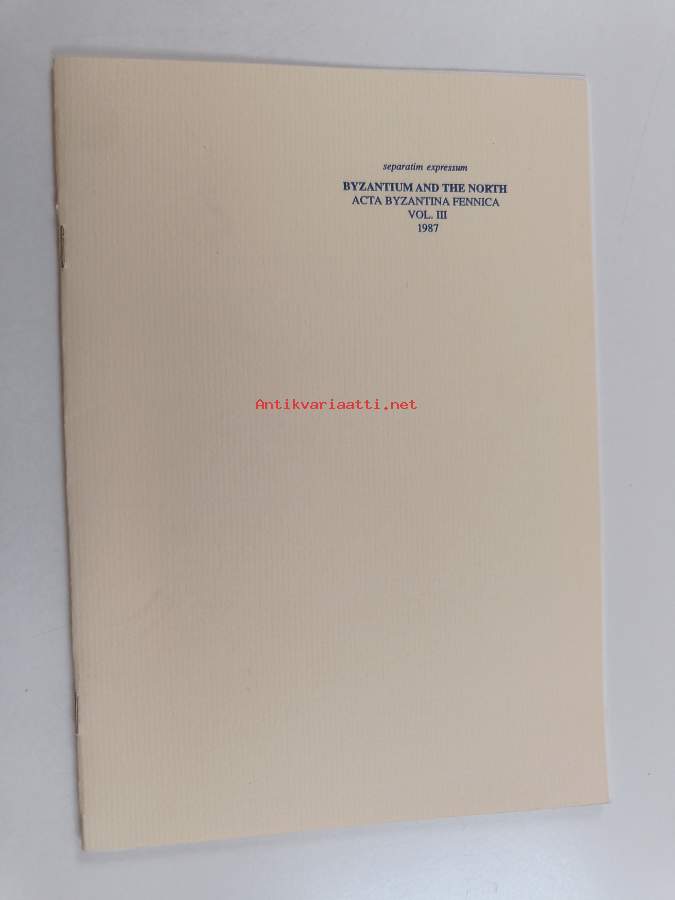 separatim expressum
BYZANTIUM AND THE NORTH
ACTA BYZANTINA FENNICA
VOL. III
1987
Antikvariaatti.net